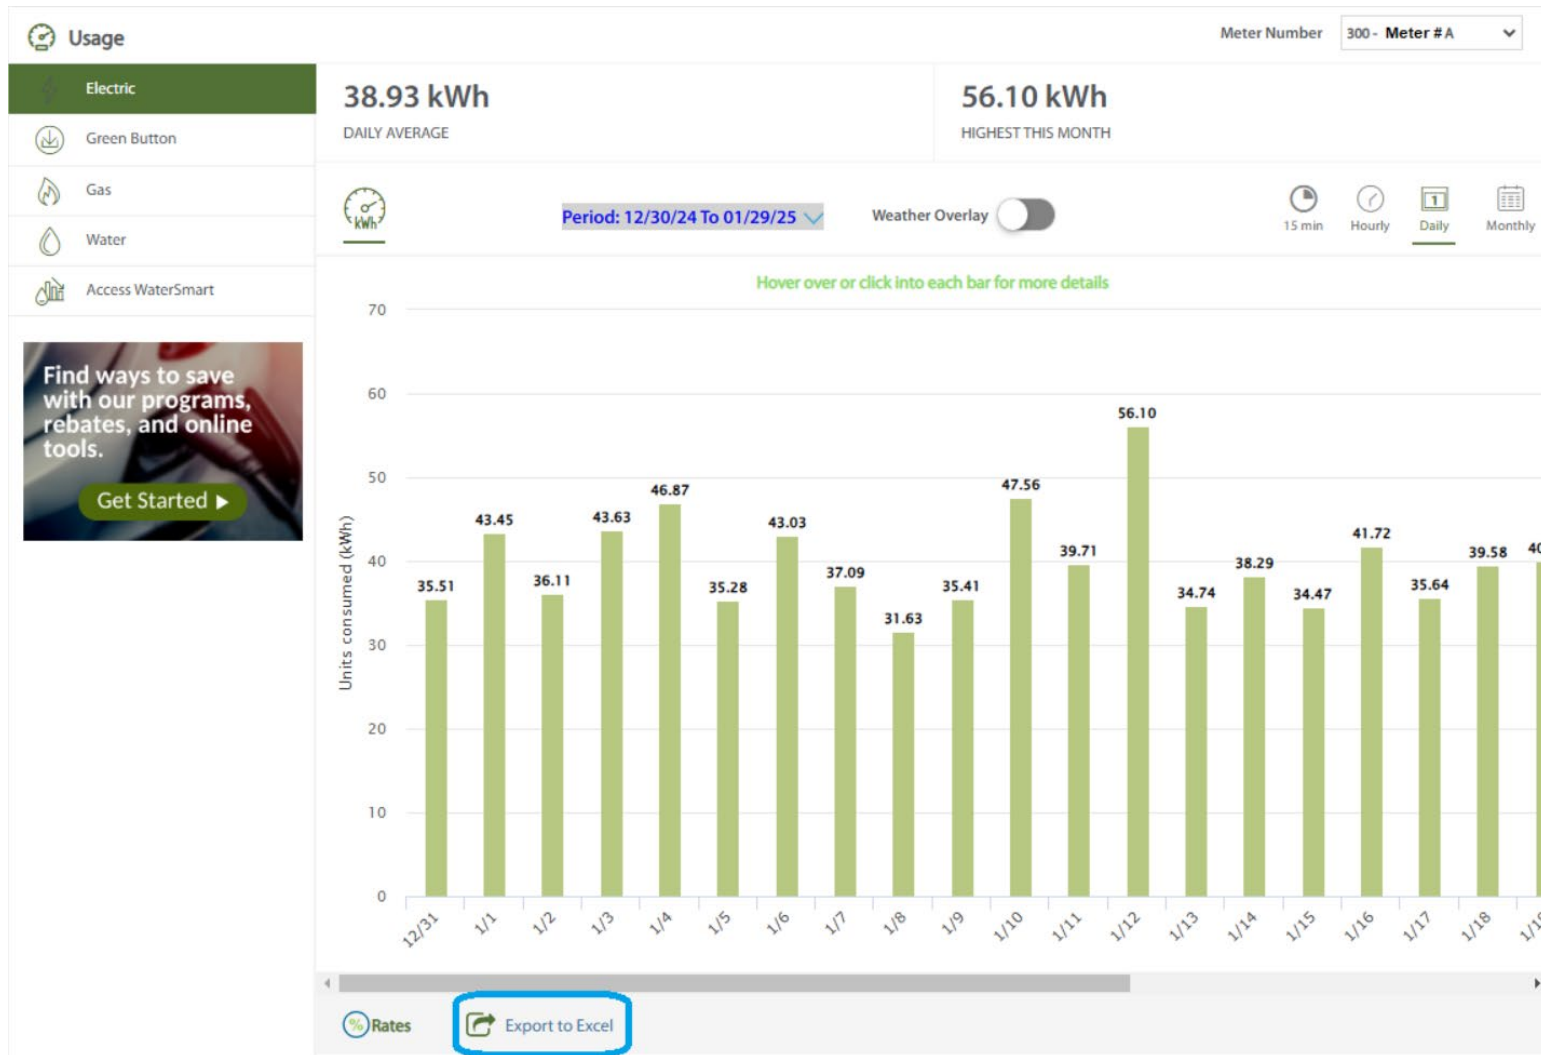 Usage
Meter Number
300 - Meter # A
Electric
Green Button
Gas
Water
Access WaterSmart
Find ways to save
with our programs,
rebates, and online
tools.
Get Started
38.93 kWh
DAILY AVERAGE
56.10 kWh
HIGHEST THIS MONTH
kWh
Period: 12/30/24 To 01/29/25
Weather Overlay
15 min
Hourly
1
Daily
Monthly
Hover over or click into each bar for more details
Units consumed (kWh)
70
60
50
40
30
20
10
0
35.51
43.45
36.11
43.63
46.87
35.28
43.03
37.09
31.63
35.41
47.56
39.71
56.10
34.74
38.29
34.47
41.72
35.64
39.58
40
12/31
1/1
1/2
1/3
1/4
1/5
1/6
1/7
1/8
1/9
1/10
1/11
1/12
1/13
1/14
1/15
1/16
1/17
1/18
% Rates
Export to Excel